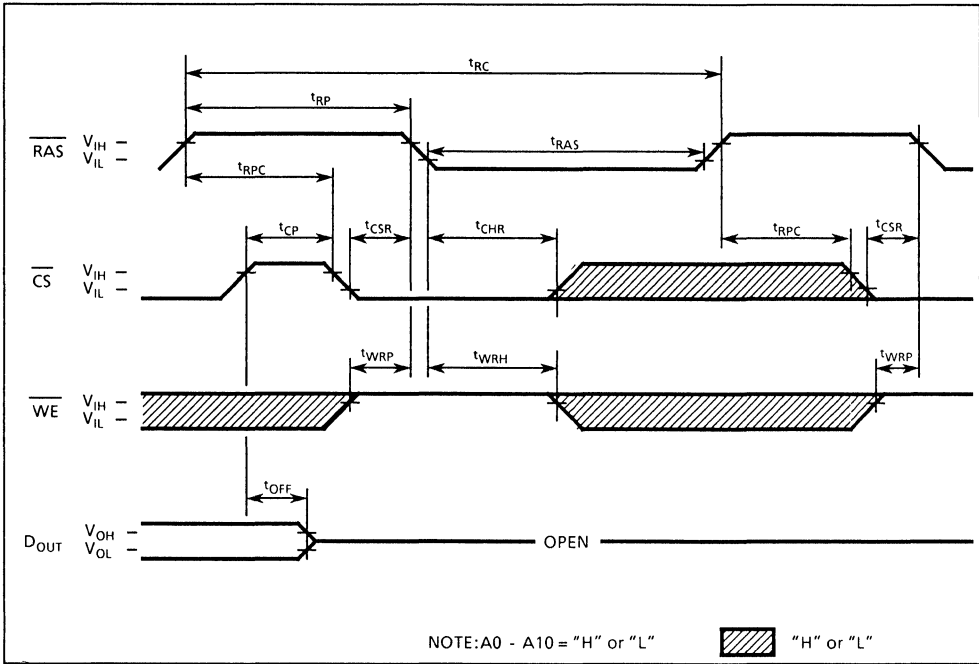 tRC
tRP
RAS VIH
VIL
tRAS
tRPC
tCP tCSR tCHR tRPC tCSR
CS VIH
VIL
tWRP tWRH tWRP
WE VIH
VIL
tOFF
DOUT VOH
VOL
OPEN
NOTE:A0 - A10 = "H" or "L" "H" or "L"